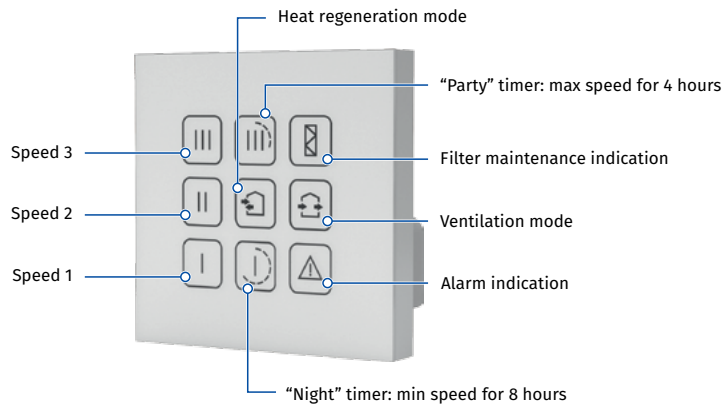 Heat regeneration mode
“Party” timer: max speed for 4 hours
Speed 3
Filter maintenance indication
Speed 2
Ventilation mode
Speed 1
Alarm indication
“Night” timer: min speed for 8 hours